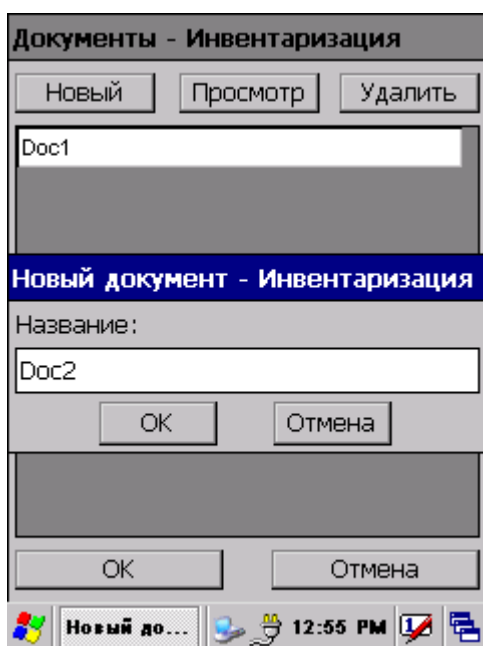 Документы - Инвентаризация
Новый Просмотр Удалить
Doc1
Новый документ - Инвентаризация
Название:
Doc2
OK Отмена
OK Отмена
Новый до... 12:55 PM